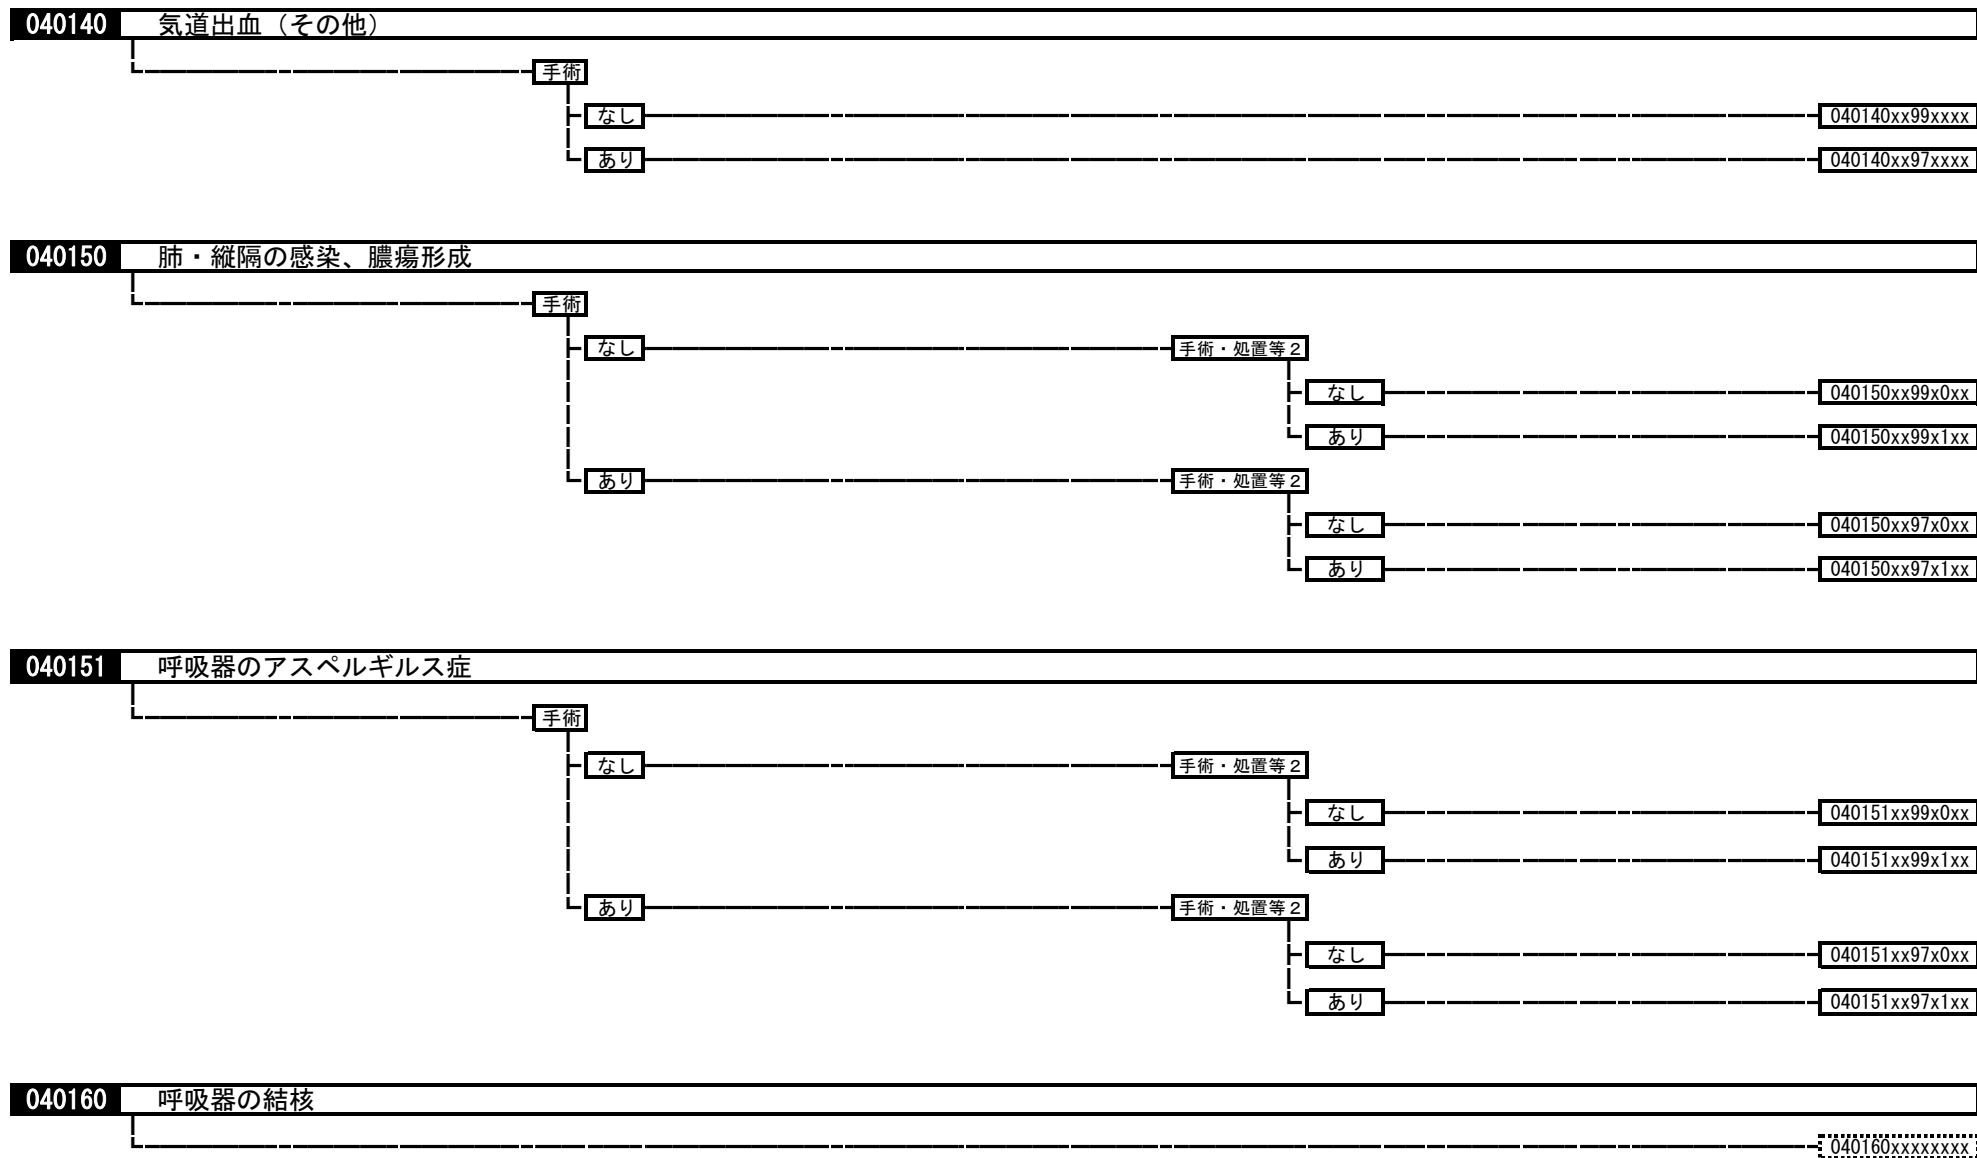 040140 気道出血（その他）
手術
なし 040140xx99xxxx
あり 040140xx97xxxx
040150 肺・縦隔の感染、膿瘍形成
手術
なし 手術・処置等２
なし 040150xx99x0xx
あり 040150xx99x1xx
あり 手術・処置等２
なし 040150xx97x0xx
あり 040150xx97x1xx
040151 呼吸器のアスペルギルス症
手術
なし 手術・処置等２
なし 040151xx99x0xx
あり 040151xx99x1xx
あり 手術・処置等２
なし 040151xx97x0xx
あり 040151xx97x1xx
040160 呼吸器の結核
040160xxxxxxxx